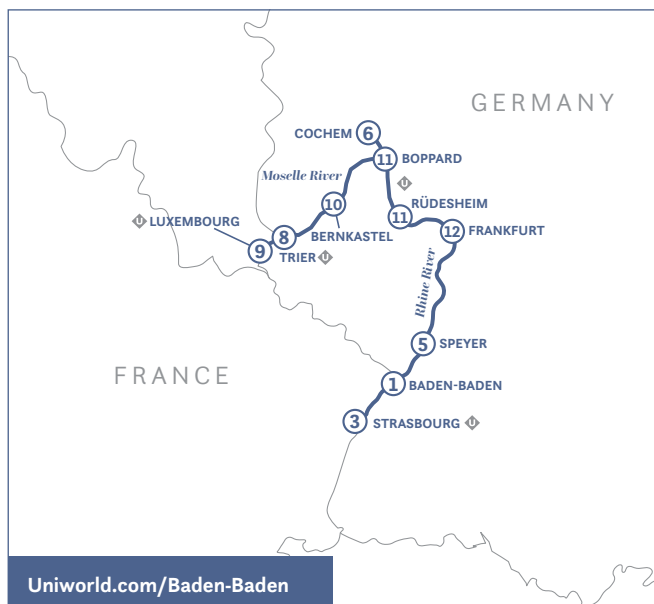 GERMANY
COCHEM 6
11 BOPPARD
Moselle River
U
RÜDESHEIM
11
10
U LUXEMBOURG
12 FRANKFURT
8
BERNKASTEL
9
TRIER U
Rhine River
5 SPEYER
FRANCE
1 BADEN-BADEN
3 STRASBOURG U
Uniworld.com/Baden-Baden